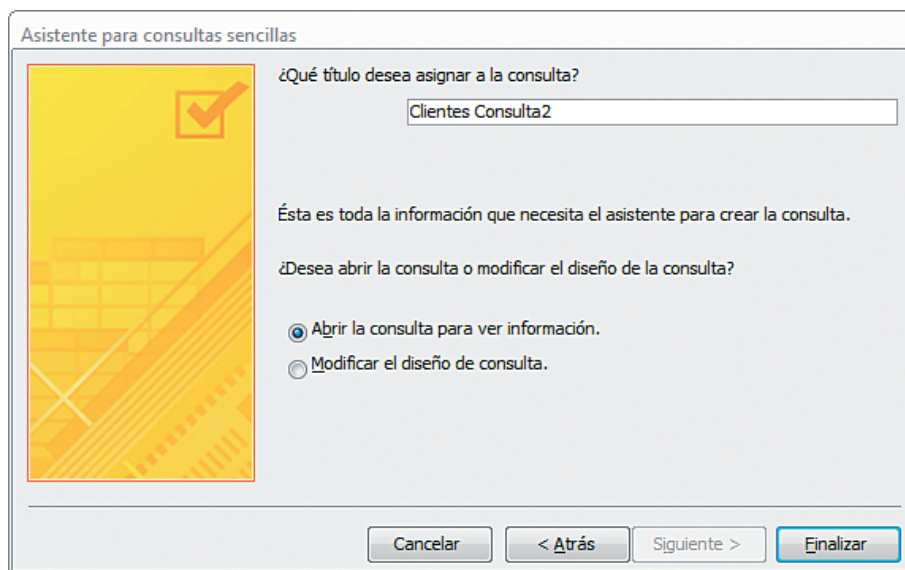 Asistente para consultas sencillas
¿Qué título desea asignar a la consulta?
Clientes Consulta2
Ésta es toda la información que necesita el asistente para crear la consulta.
¿Desea abrir la consulta o modificar el diseño de la consulta?
Abrir la consulta para ver información.
Modificar el diseño de consulta.
Cancelar < Atrás Siguiente > Finalizar